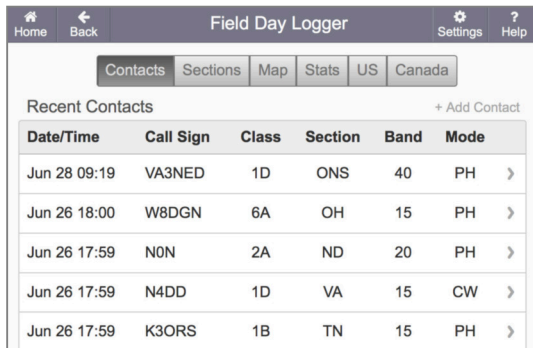 Home Back Field Day Logger Settings ? Help
Contacts Sections Map Stats US Canada
Recent Contacts + Add Contact
Date/Time Call Sign Class Section Band Mode
Jun 28 09:19 VA3NED 1D ONS 40 PH
Jun 26 18:00 W8DGN 6A OH 15 PH
Jun 26 17:59 N0N 2A ND 20 PH
Jun 26 17:59 N4DD 1D VA 15 CW
Jun 26 17:59 K3ORS 1B TN 15 PH